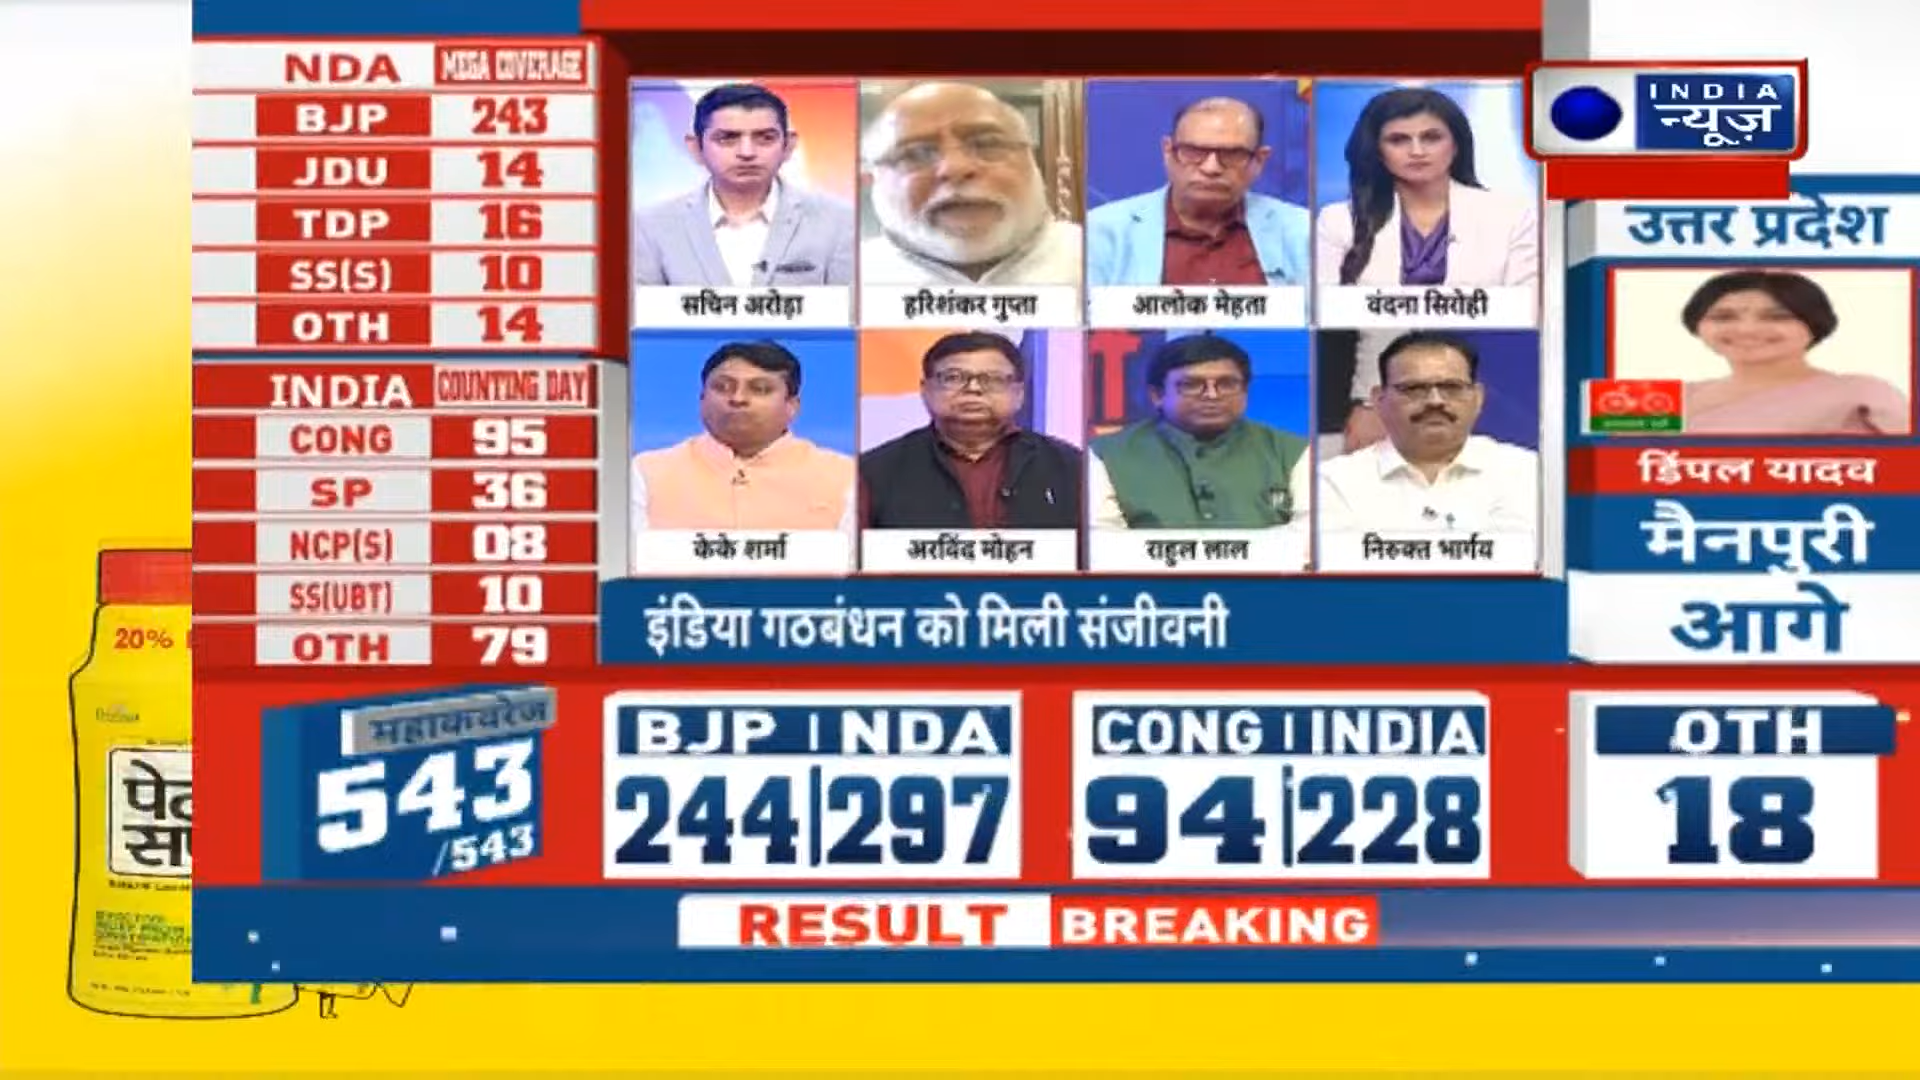 NDA MEGA COVERAGE
BJP 243
JDU 14
TDP 16
SS(S) 10
OTH 14
INDIA COUNTING DAY
CONG 95
SP 36
NCP(S) 08
SS(UBT) 10
OTH 79
सचिन अरोड़ा
हरिशंकर गुप्ता
आलोक मेहता
वंदना सिरोही
केके शर्मा
अरविंद मोहन
राहुल लाल
निरुक्त भार्गव
इंडिया गठबंधन को मिली संजीवनी
INDIA
न्यूज़
उत्तर प्रदेश
डिंपल यादव
मैनपुरी
आगे
महाकवरेज
543
/543
BJP | NDA
244|297
CONG | INDIA
94|228
OTH
18
RESULT BREAKING
20%